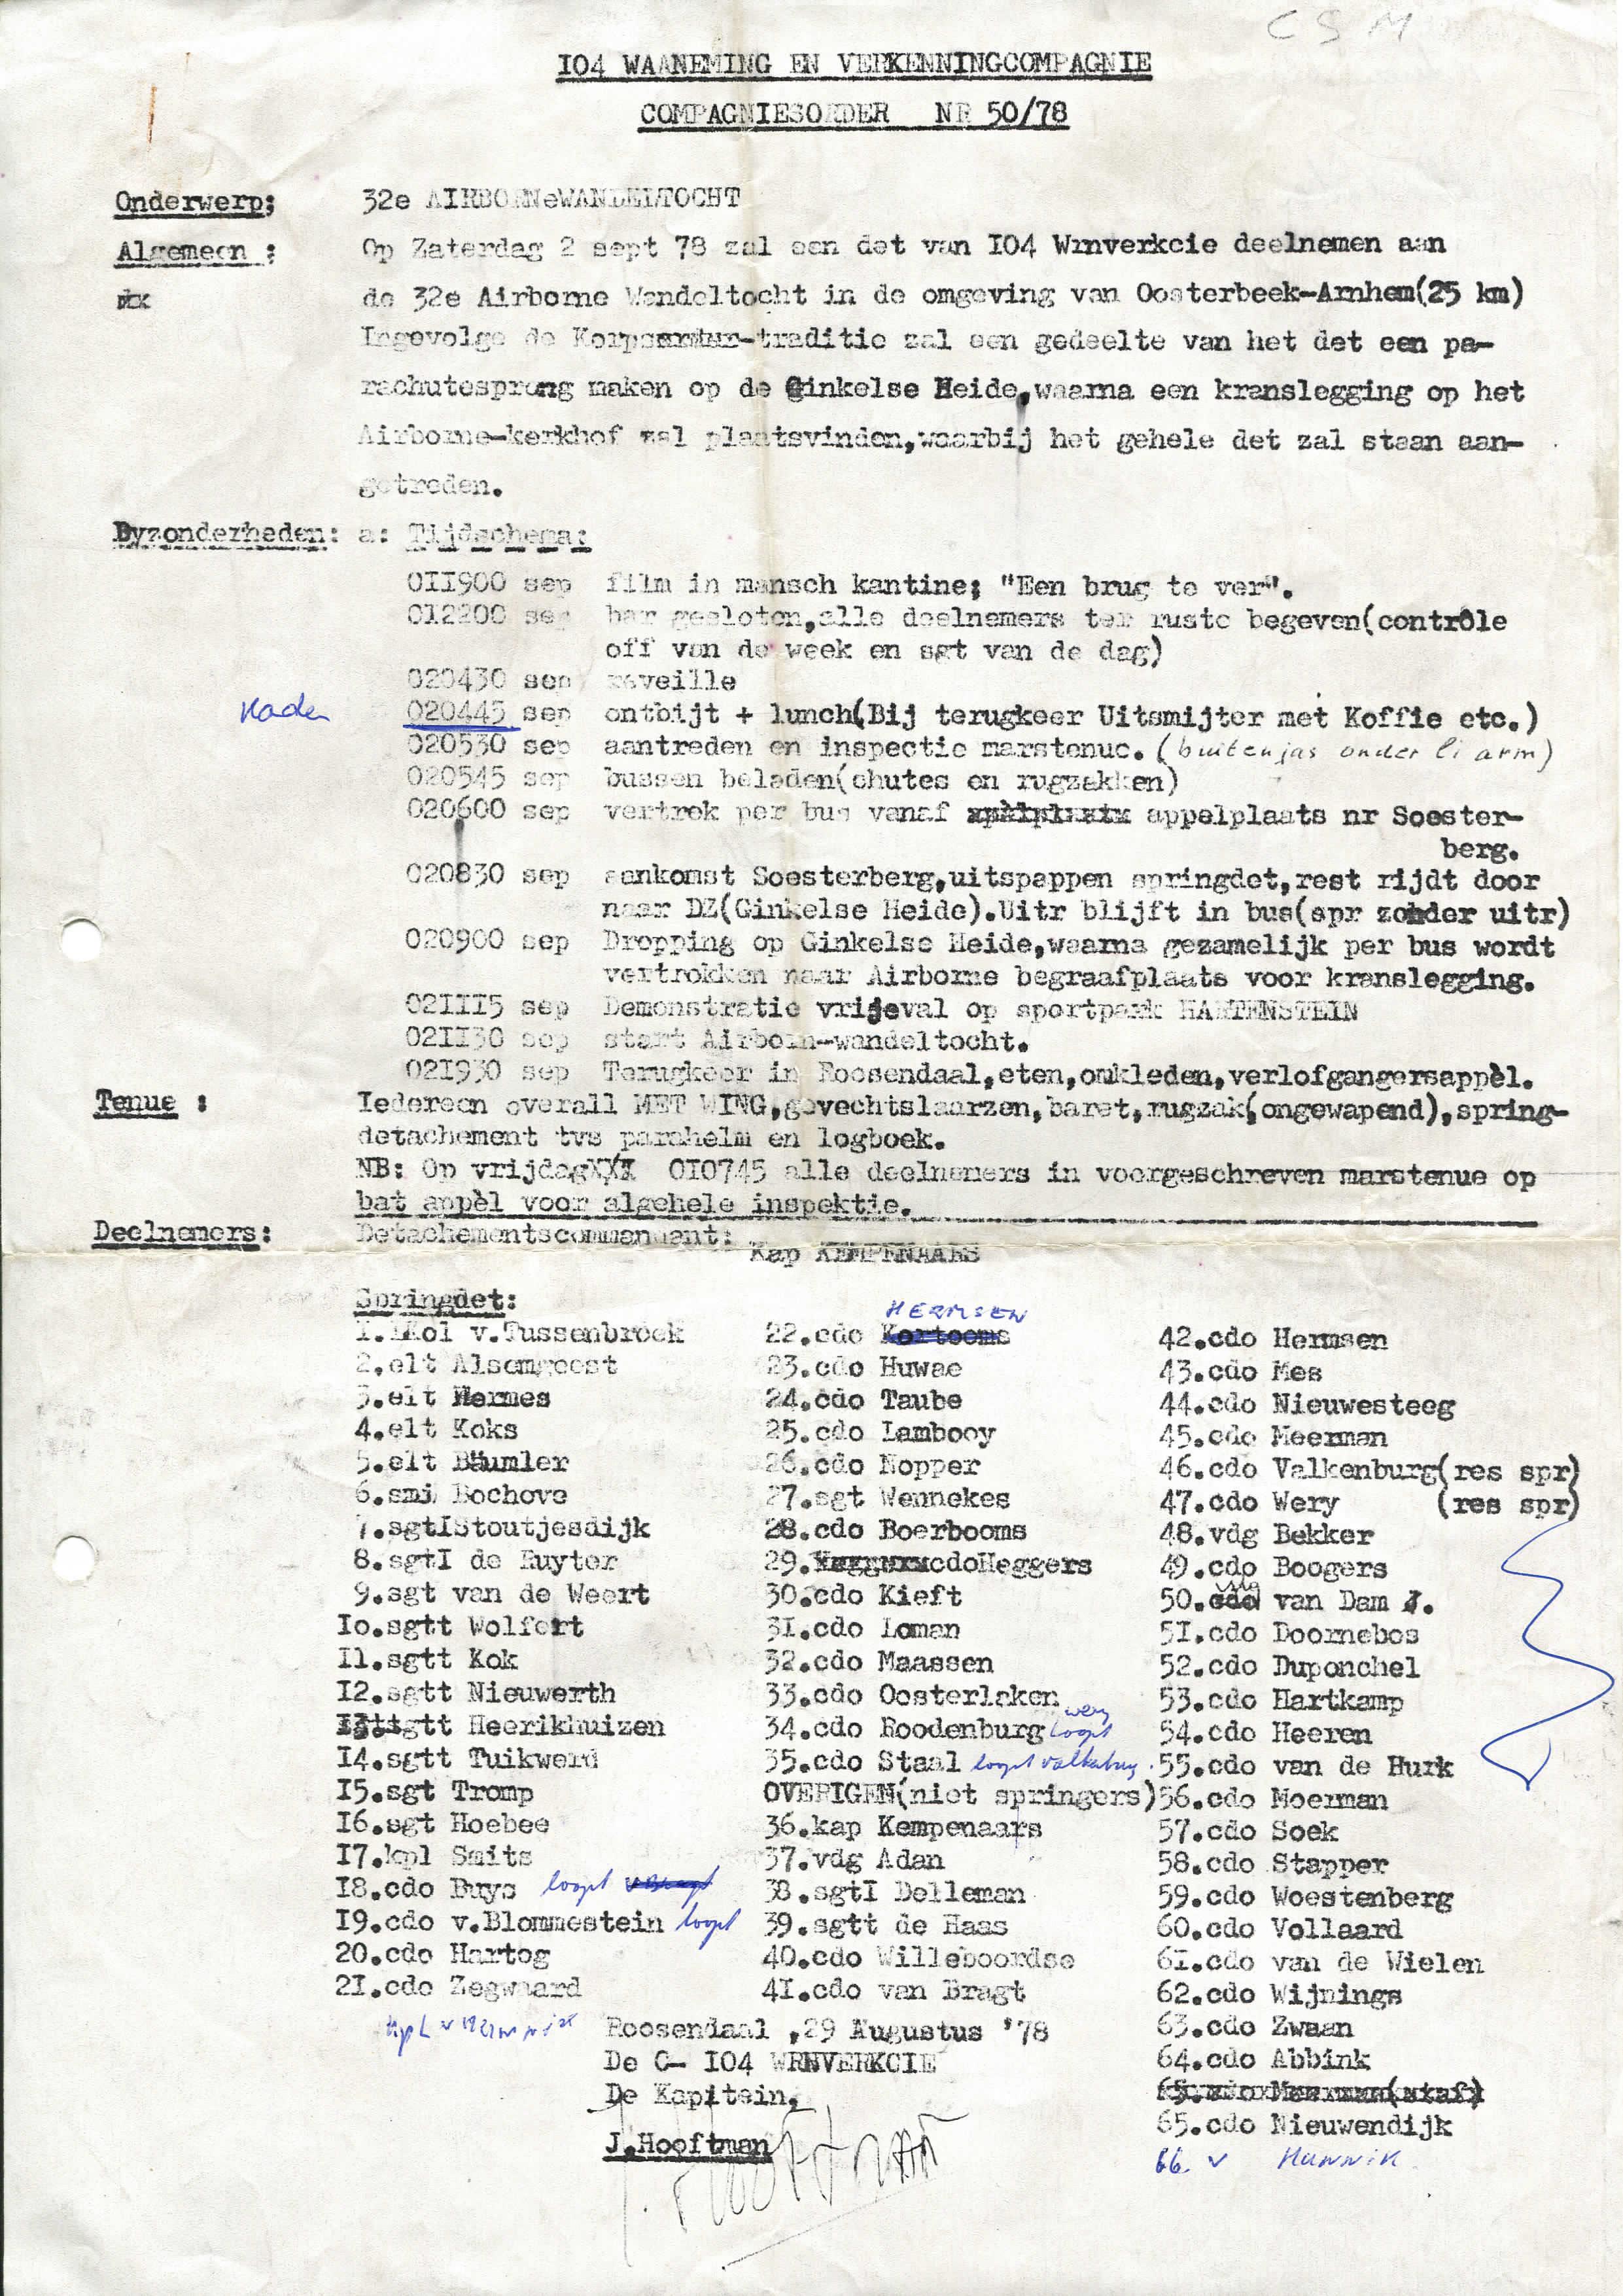 CSM
I04 WAANEMING EN VERKENNINGCOMPAGNIE
COMPAGNIESORDER NR 50/78
Onderwerp; 32e AIRBORNeWANDELTOCHT
Algemeen : Op Zaterdag 2 sept 78 zal een det van I04 Wrnverkcie deelnemen aan
de 32e Airborne Wandeltocht in de omgeving van Oosterbeek-Arnhem(25 km)
Ingevolge de Korps-traditie zal een gedeelte van het det een pa-
rachutesprong maken op de Ginkelse Heide,waarna een kranslegging op het
Airborne-kerkhof zal plaatsvinden,waarbij het gehele det zal staan aan-
getreden.
Byzonderheden: a: Tijdschema:
0II900 sep film in mansch kantine; "Een brug te ver".
0I2200 sep bar gesloten,alle deelnemers ter ruste begeven(contrôle
off van de week en sgt van de dag)
020430 sep reveille
Kader 020445 sep ontbijt + lunch(Bij terugkeer Uitsmijter met Koffie etc.)
020530 sep aantreden en inspectie marstenue. (buitenjas onder li arm)
020545 sep bussen beladen(chutes en rugzakken)
020600 sep vertrek per bus vanaf appelplaats nr Soester-
berg.
020830 sep aankomst Soesterberg,uitspappen springdet,rest rijdt door
naar DZ(Ginkelse Heide).Uitr blijft in bus(spr zonder uitr)
020900 sep Dropping op Ginkelse Heide,waarna gezamelijk per bus wordt
vertrokken naar Airborne begraafplaats voor kranslegging.
02III5 sep Demonstratie vrijeval op sportpark HARTENSTEIN
02II30 sep start Airborn-wandeltocht.
02I930 sep Terugkeer in Roosendaal,eten,omkleden,verlofgangersappèl.
Tenue : Iedereen overall MET WING,gevechtslaarzen,baret,rugzak(ongewapend),spring-
detachement tvs parahelm en logboek.
NB: Op vrijdag 0I0745 alle deelnemers in voorgeschreven marstenue op
bat appèl voor algehele inspektie.
Deelnemers: Detachementscommandant: Kap KEMPENAARS
Springdet:
I.lKol v.Tussenbroek
2.elt Alsemgeest
3.elt Hermes
4.elt Koks
5.elt Bäumler
6.smi Bochove
7.sgtIStoutjesdijk
8.sgtI de Ruyter
9.sgt van de Weert
Io.sgtt Wolfert
II.sgtt Kok
I2.sgtt Nieuwerth
I3.sgtt Heerikhuizen
I4.sgtt Tuikwerd
I5.sgt Tromp
I6.sgt Hoebee
I7.kpl Smits
I8.cdo Buys loopt v Bragt
I9.cdo v.Blommestein loopt
20.cdo Hartog
21.cdo Zegwaard
HERMSEN
22.cdo Kortooms
23.cdo Huwae
24.cdo Taube
25.cdo Lambooy
26.cdo Nopper
27.sgt Wennekes
28.cdo Boerbooms
29.cdoHeggers
30.cdo Kieft
3I.cdo Loman
32.cdo Maassen
33.cdo Oosterlaken
34.cdo Roodenburg loopt wery
35.cdo Staal loopt valkenburg
OVERIGEN(niet springers)
36.kap Kempenaars
37.vdg Adan
38.sgtI Delleman
39.sgtt de Haas
40.cdo Willeboordse
4I.cdo van Bragt
42.cdo Hermsen
43.cdo Mes
44.cdo Nieuwesteeg
45.cdo Meerman
46.cdo Valkenburg(res spr)
47.cdo Wery (res spr)
48.vdg Bekker
49.cdo Boogers
50. van Dam J.
5I.cdo Doornebos
52.cdo Duponchel
53.cdo Hartkamp
54.cdo Heeren
55.cdo van de Hurk
56.cdo Moerman
57.cdo Soek
58.cdo Stapper
59.cdo Woestenberg
60.cdo Vollaard
6I.cdo van de Wielen
62.cdo Wijnings
63.cdo Zwaan
64.cdo Abbink
65.cdo Nieuwendijk
66. v Hunnik
Roosendaal ,29 Augustus '78
De C- I04 WRNVERKCIE
De Kapitein,
J.Hooftman